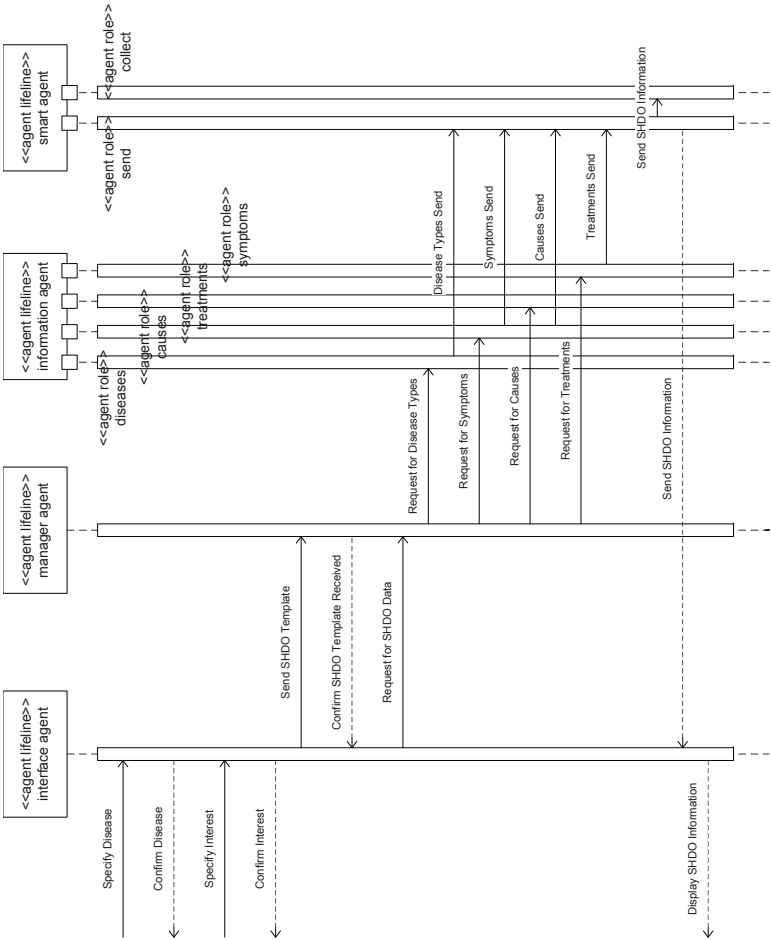 <<agent lifeline>>
interface agent
<<agent lifeline>>
manager agent
<<agent lifeline>>
information agent
<<agent lifeline>>
smart agent
<<agent role>>
diseases
<<agent role>>
causes
<<agent role>>
treatments
<<agent role>>
symptoms
<<agent role>>
send
<<agent role>>
collect
Specify Disease
Confirm Disease
Specify Interest
Confirm Interest
Send SHDO Template
Confirm SHDO Template Received
Request for SHDO Data
Request for Disease Types
Disease Types Send
Request for Symptoms
Symptoms Send
Request for Causes
Causes Send
Request for Treatments
Treatments Send
Send SHDO Information
Send SHDO Information
Display SHDO Information